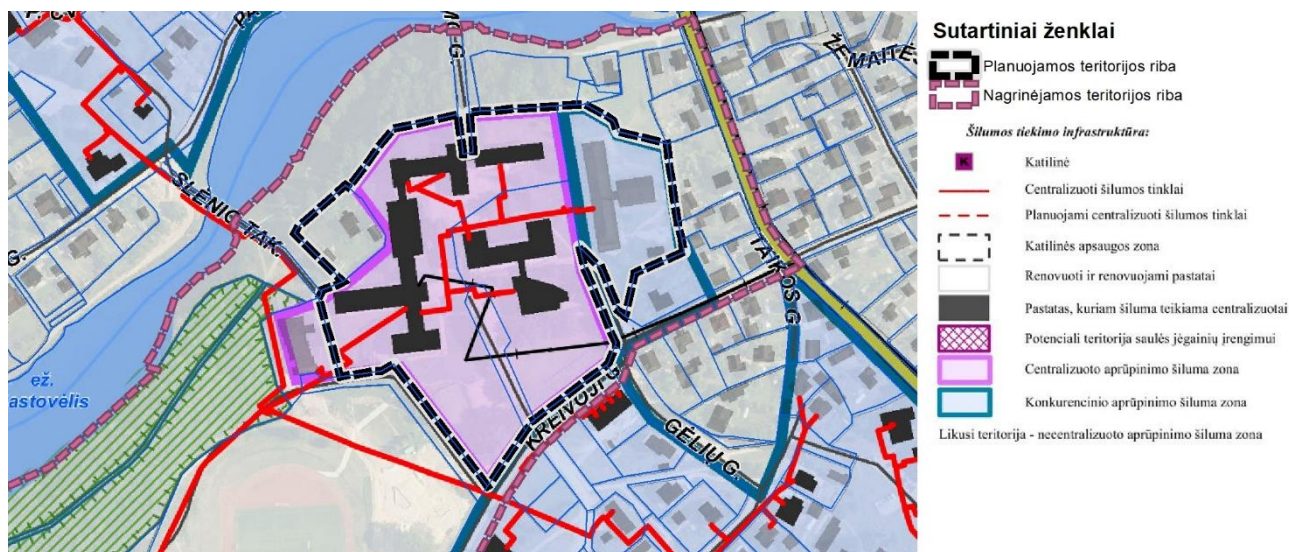 Sutartiniai ženklai
Planuojamos teritorijos riba
Nagrinėjamos teritorijos riba
Šilumos tiekimo infrastruktūra:
K
Katilinė
Centralizuoti šilumos tinklai
Planuojami centralizuoti šilumos tinklai
Katilinės apsaugos zona
Renovuoti ir renovuojami pastatai
Pastatas, kuriam šiluma teikiama centralizuotai
Potenciali teritorija saulės jėgainių įrengimui
Centralizuoto aprūpinimo šiluma zona
Konkurencinio aprūpinimo šiluma zona
Likusi teritorija - necentralizuoto aprūpinimo šiluma zona
ŽEMAITĖS
SLĖNIO TAK.
TAIKOS G.
GĖLIŲ G.
G.
ež.
astovėlis